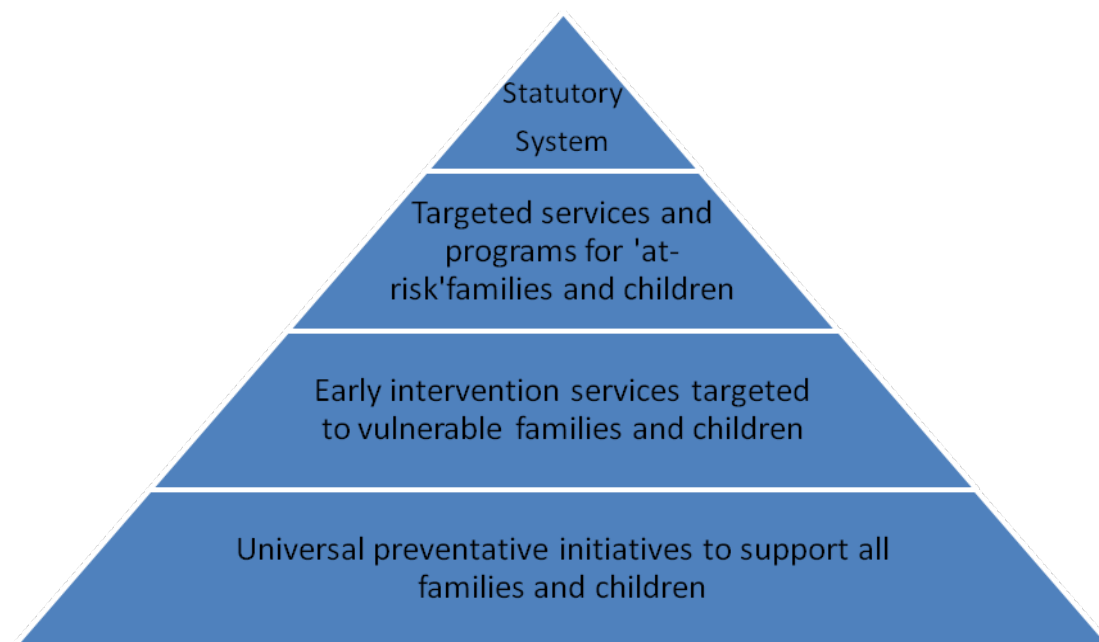 Statutory
System
Targeted services and
programs for 'at-
risk'families and children
Early intervention services targeted
to vulnerable families and children
Universal preventative initiatives to support all
families and children